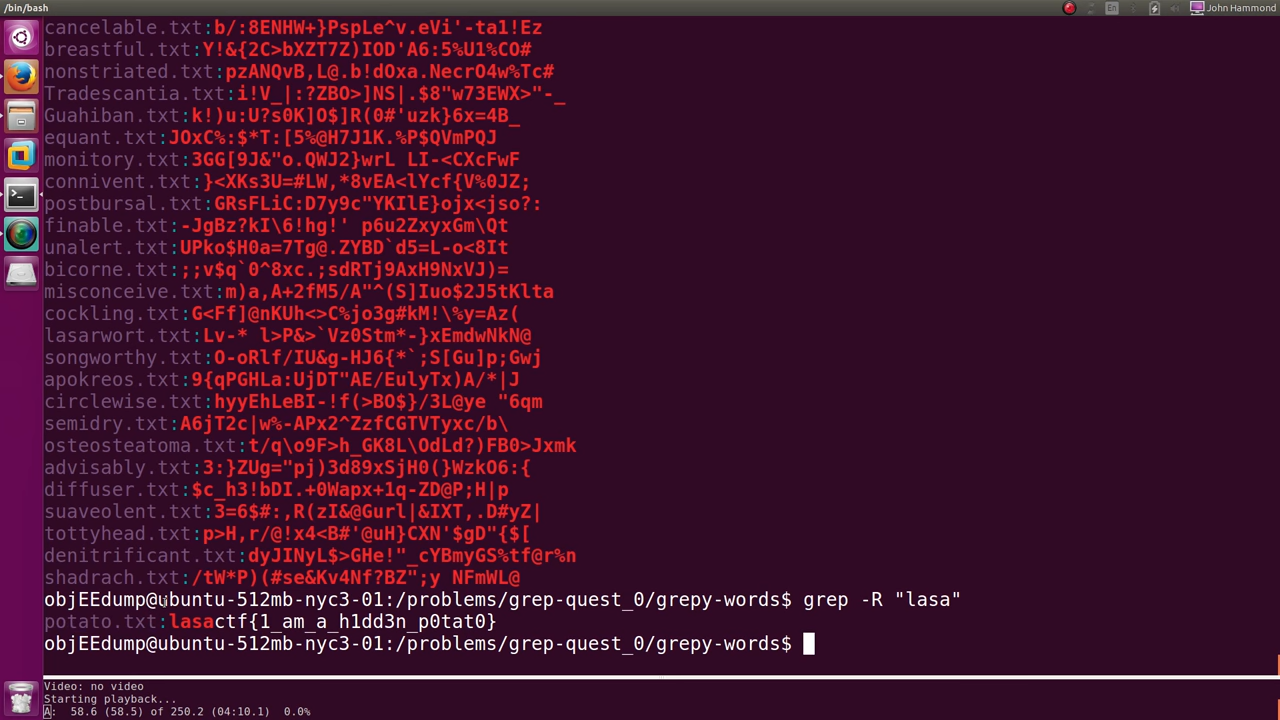 /bin/bash
En
John Hammond
cancelable.txt:b/:8ENHW+}PspLe^v.eVi'-ta1!Ez
breastful.txt:Y!&{2C>bXZT7Z)IOD'A6:5%U1%CO#
nonstriated.txt:pzANQvB,L@.b!dOxa.NecrO4w%Tc#
Tradescantia.txt:i!V_|:?ZBO>]NS|.$8"w73EWX>"-_
Guahiban.txt:k!)u:U?s0K]O$]R(0#'uzk}6x=4B_
equant.txt:JOxC%:$*T:[5%@H7J1K.%P$QVmPQJ
monitory.txt:3GG[9J&"o.QWJ2}wrL LI-<CXcFwF
connivent.txt:}<XKs3U=#LW,*8vEA<lYcf{V%0JZ;
postbursal.txt:GRsFLiC:D7y9c"YKIlE}ojx<jso?:
finable.txt:-JgBz?kI\6!hg!' p6u2ZxyxGm\Qt
unalert.txt:UPko$H0a=7Tg@.ZYBD`d5=L-o<8It
bicorne.txt:;;v$q`0^8xc.;sdRTj9AxH9NxVJ)=
misconceive.txt:m)a,A+2fM5/A"^(S]Iuo$2J5tKlta
cockling.txt:G<Ff]@nKUh<>C%jo3g#kM!\%y=Az(
lasarwort.txt:Lv-* l>P&>`Vz0Stm*-}xEmdwNkN@
songworthy.txt:O-oRlf/IU&g-HJ6{*`;S[Gu]p;Gwj
apokreos.txt:9{qPGHLa:UjDT"AE/EulyTx)A/*|J
circlewise.txt:hyyEhLeBI-!f(>BO$}/3L@ye "6qm
semidry.txt:A6jT2c|w%-APx2^ZzfCGTVTyxc/b\
osteosteatoma.txt:t/q\o9F>h_GK8L\OdLd?)FB0>Jxmk
advisably.txt:3:}ZUg="pj)3d89xSjH0(}WzkO6:{
diffuser.txt:$c_h3!bDI.+0Wapx+1q-ZD@P;H|p
suaveolent.txt:3=6$#:,R(zI&@Gurl|&IXT,.D#yZ|
tottyhead.txt:p>H,r/@!x4<B#'@uH}CXN'$gD"{$[
denitrificant.txt:dyJINyL$>GHe!"_cYBmyGS%tf@r%n
shadrach.txt:/tW*P)(#se&Kv4Nf?BZ";y NFmWL@
objEEdump@ubuntu-512mb-nyc3-01:/problems/grep-quest_0/grepy-words$ grep -R "lasa"
potato.txt:lasactf{1_am_a_h1dd3n_p0tat0}
objEEdump@ubuntu-512mb-nyc3-01:/problems/grep-quest_0/grepy-words$
Video: no video
Starting playback...
A:  58.6 (58.5) of 250.2 (04:10.1)  0.0%